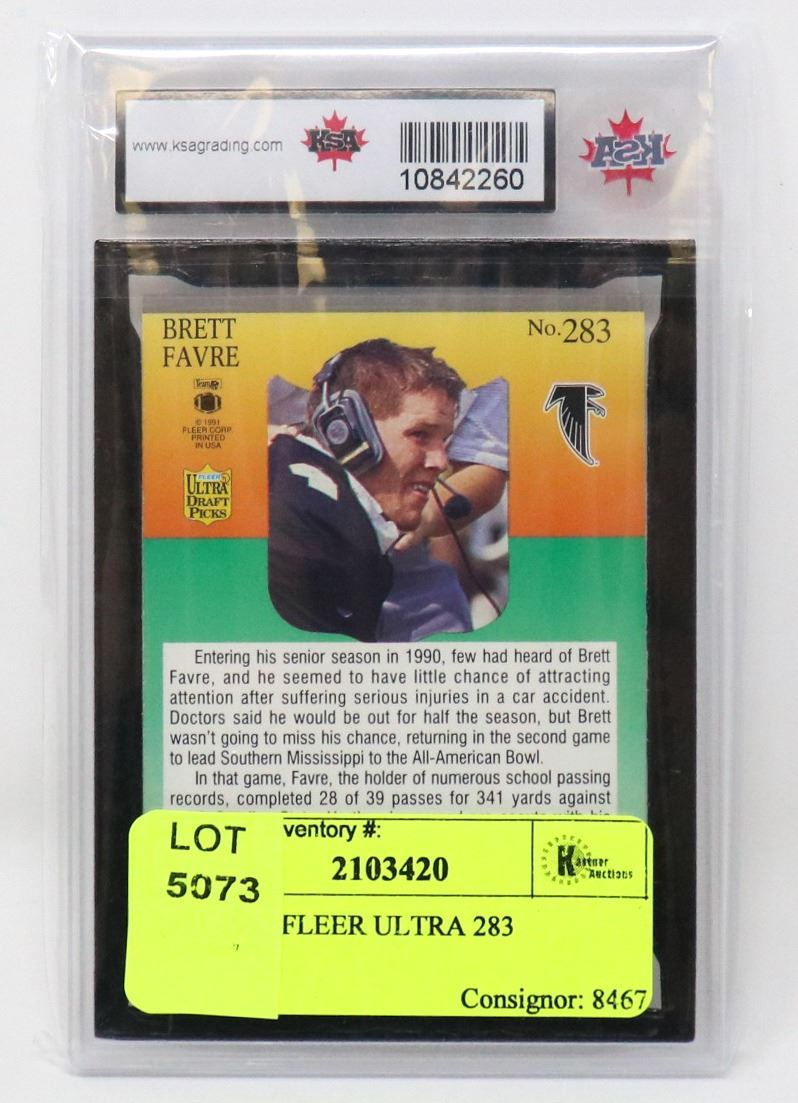 www.ksagrading.com
KSA
10842260
KSA
BRETT
FAVRE
No.283
Team NFL
© 1991
FLEER CORP.
PRINTED
IN USA
FLEER
ULTRA
DRAFT
PICKS
Entering his senior season in 1990, few had heard of Brett
Favre, and he seemed to have little chance of attracting
attention after suffering serious injuries in a car accident.
Doctors said he would be out for half the season, but Brett
wasn't going to miss his chance, returning in the second game
to lead Southern Mississippi to the All-American Bowl.
In that game, Favre, the holder of numerous school passing
records, completed 28 of 39 passes for 341 yards against
LOT
5073
ventory #:
2103420
Kastner
Auctions
FLEER ULTRA 283
Consignor: 8467